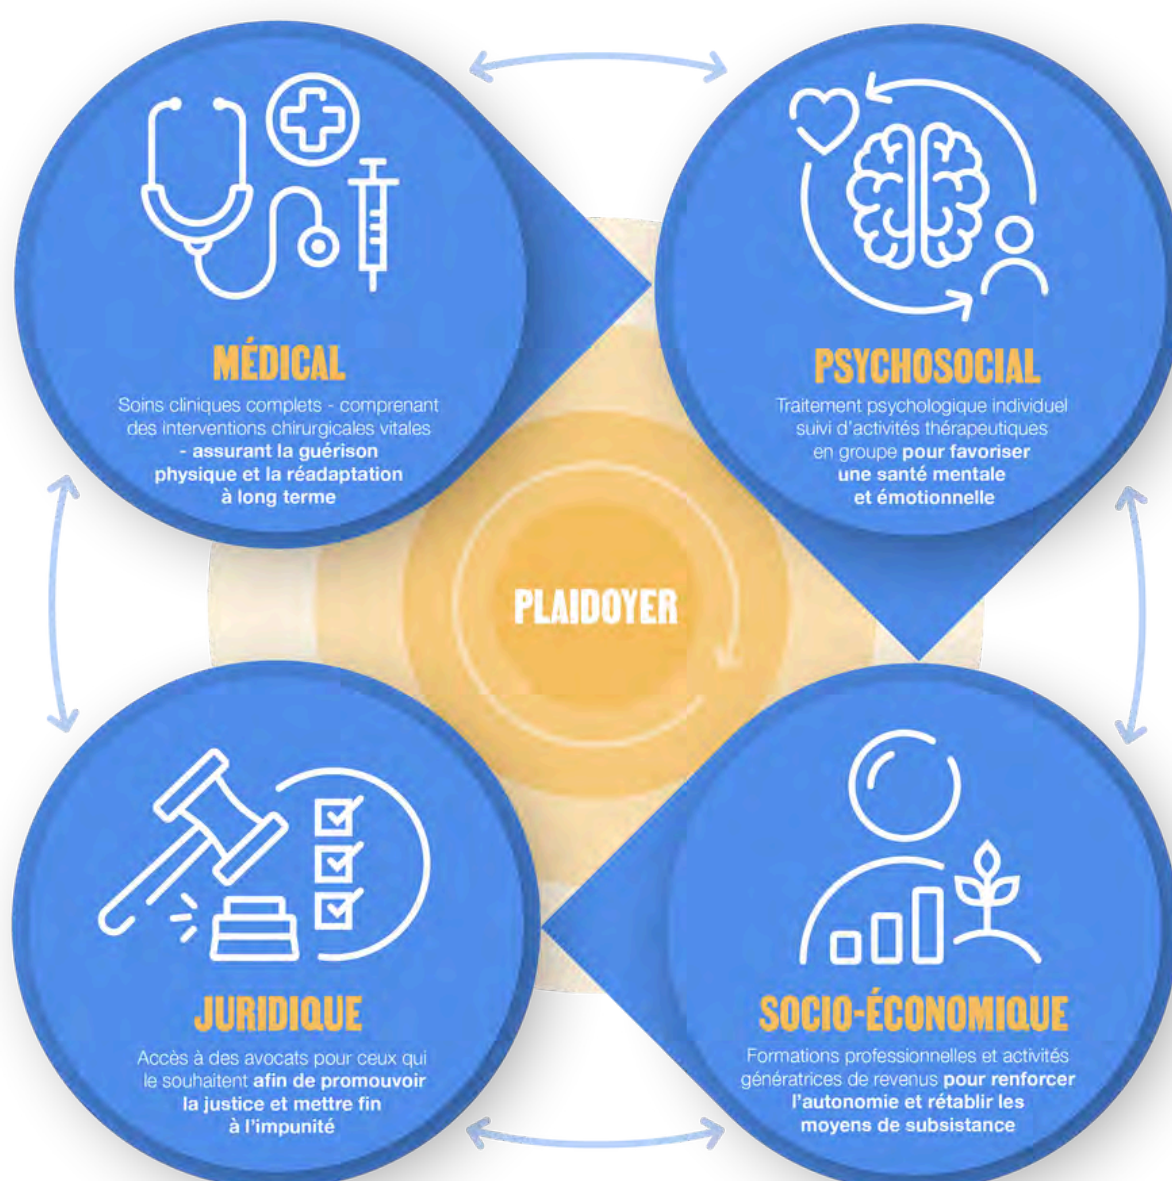 MÉDICAL
Soins cliniques complets - comprenant
des interventions chirurgicales vitales
- assurant la guérison
physique et la réadaptation
à long terme
PSYCHOSOCIAL
Traitement psychologique individuel
suivi d'activités thérapeutiques
en groupe pour favoriser
une santé mentale
et émotionnelle
PLAIDOYER
JURIDIQUE
Accès à des avocats pour ceux qui
le souhaitent afin de promouvoir
la justice et mettre fin
à l'impunité
SOCIO-ÉCONOMIQUE
Formations professionnelles et activités
génératrices de revenus pour renforcer
l'autonomie et rétablir les
moyens de subsistance